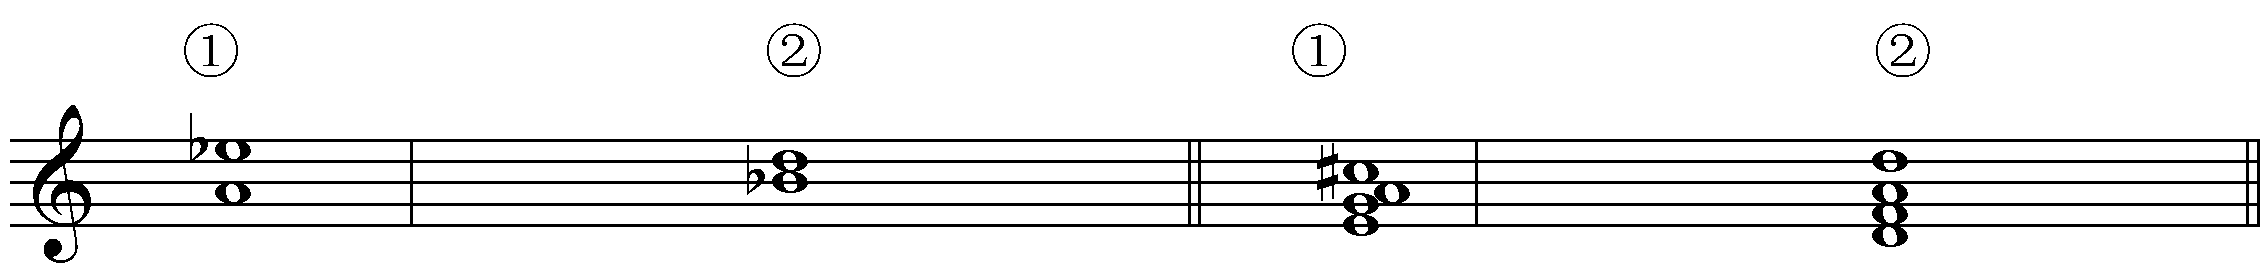 ① ② ① ②